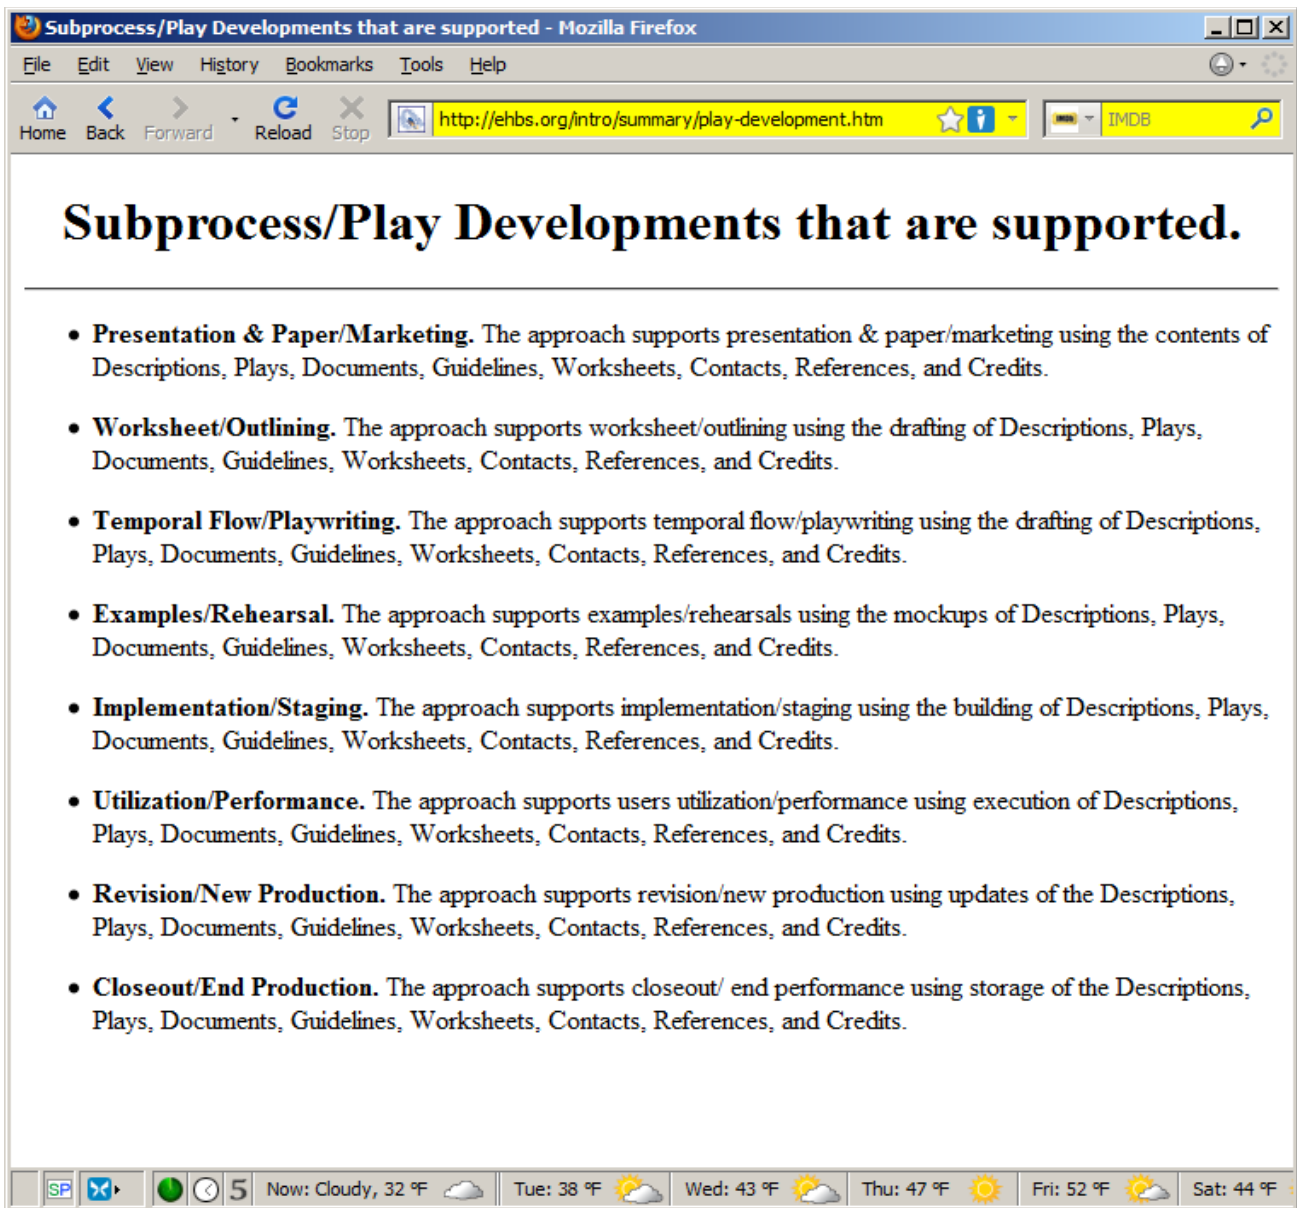 Subprocess/Play Developments that are supported - Mozilla Firefox
File Edit View History Bookmarks Tools Help
Home Back Forward Reload Stop http://ehbs.org/intro/summary/play-development.htm IMDB
Subprocess/Play Developments that are supported.
• Presentation & Paper/Marketing. The approach supports presentation & paper/marketing using the contents of
Descriptions, Plays, Documents, Guidelines, Worksheets, Contacts, References, and Credits.
• Worksheet/Outlining. The approach supports worksheet/outlining using the drafting of Descriptions, Plays,
Documents, Guidelines, Worksheets, Contacts, References, and Credits.
• Temporal Flow/Playwriting. The approach supports temporal flow/playwriting using the drafting of Descriptions,
Plays, Documents, Guidelines, Worksheets, Contacts, References, and Credits.
• Examples/Rehearsal. The approach supports examples/rehearsals using the mockups of Descriptions, Plays,
Documents, Guidelines, Worksheets, Contacts, References, and Credits.
• Implementation/Staging. The approach supports implementation/staging using the building of Descriptions, Plays,
Documents, Guidelines, Worksheets, Contacts, References, and Credits.
• Utilization/Performance. The approach supports users utilization/performance using execution of Descriptions,
Plays, Documents, Guidelines, Worksheets, Contacts, References, and Credits.
• Revision/New Production. The approach supports revision/new production using updates of the Descriptions,
Plays, Documents, Guidelines, Worksheets, Contacts, References, and Credits.
• Closeout/End Production. The approach supports closeout/ end performance using storage of the Descriptions,
Plays, Documents, Guidelines, Worksheets, Contacts, References, and Credits.
SP 5 Now: Cloudy, 32 °F Tue: 38 °F Wed: 43 °F Thu: 47 °F Fri: 52 °F Sat: 44 °F